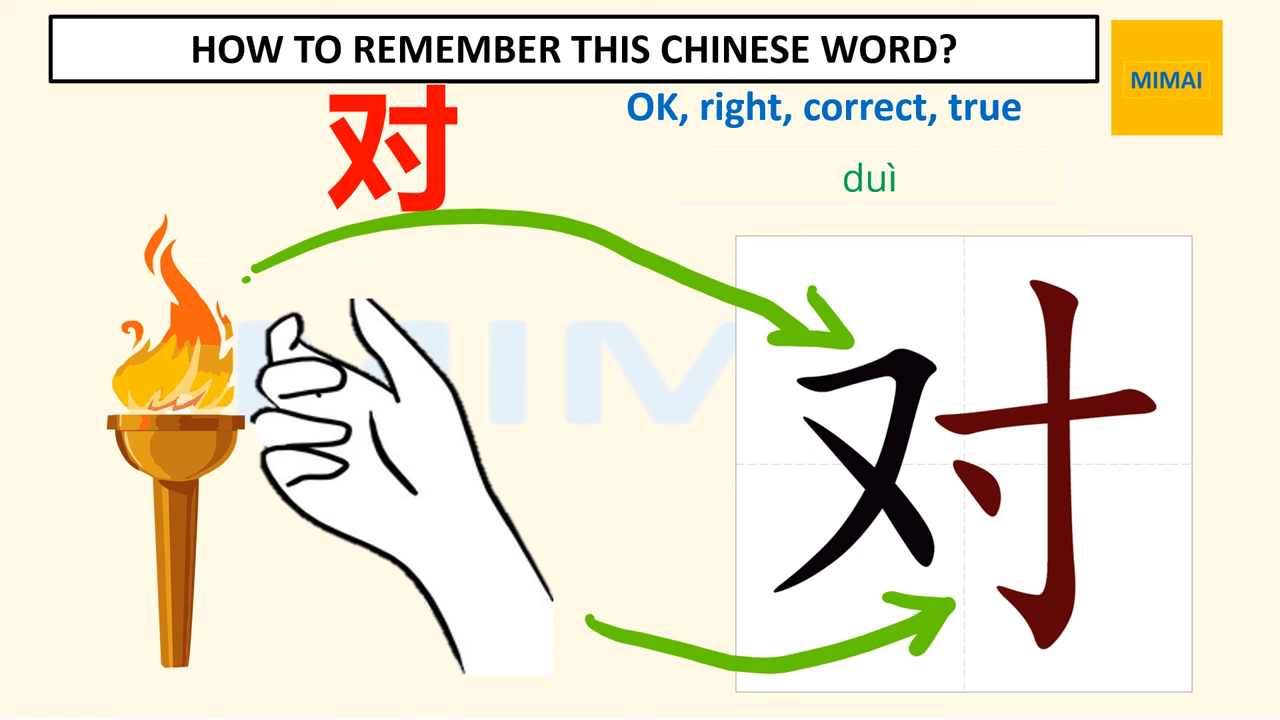 HOW TO REMEMBER THIS CHINESE WORD?
MIMAI
对
OK, right, correct, true
duì
对